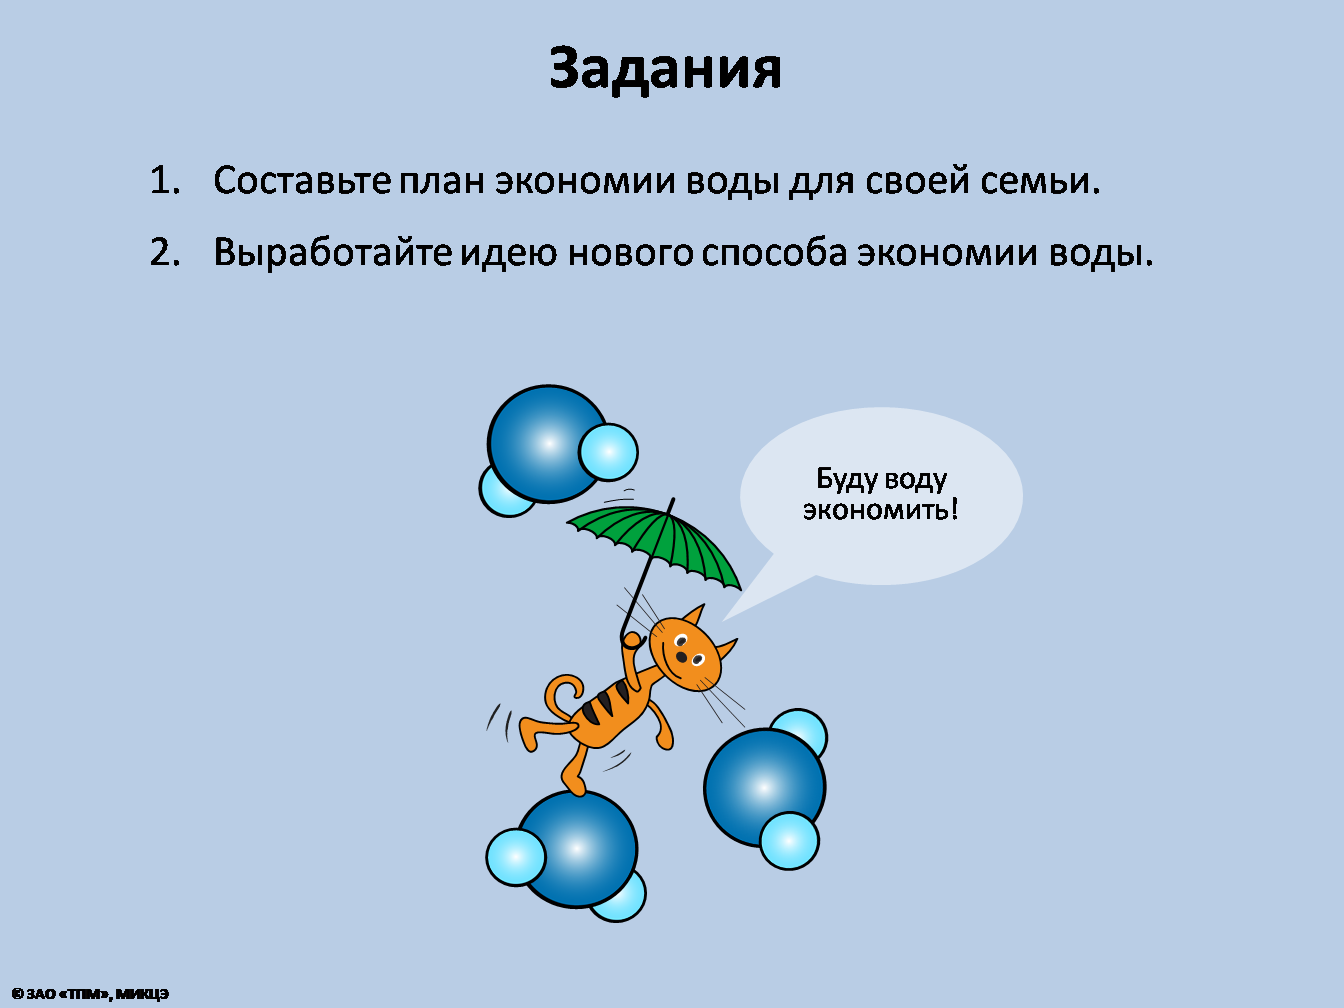 Задания
1. Составьте план экономии воды для своей семьи.
2. Выработайте идею нового способа экономии воды.
Буду воду
экономить!
© ЗАО «ТПМ», МИКЦЭ